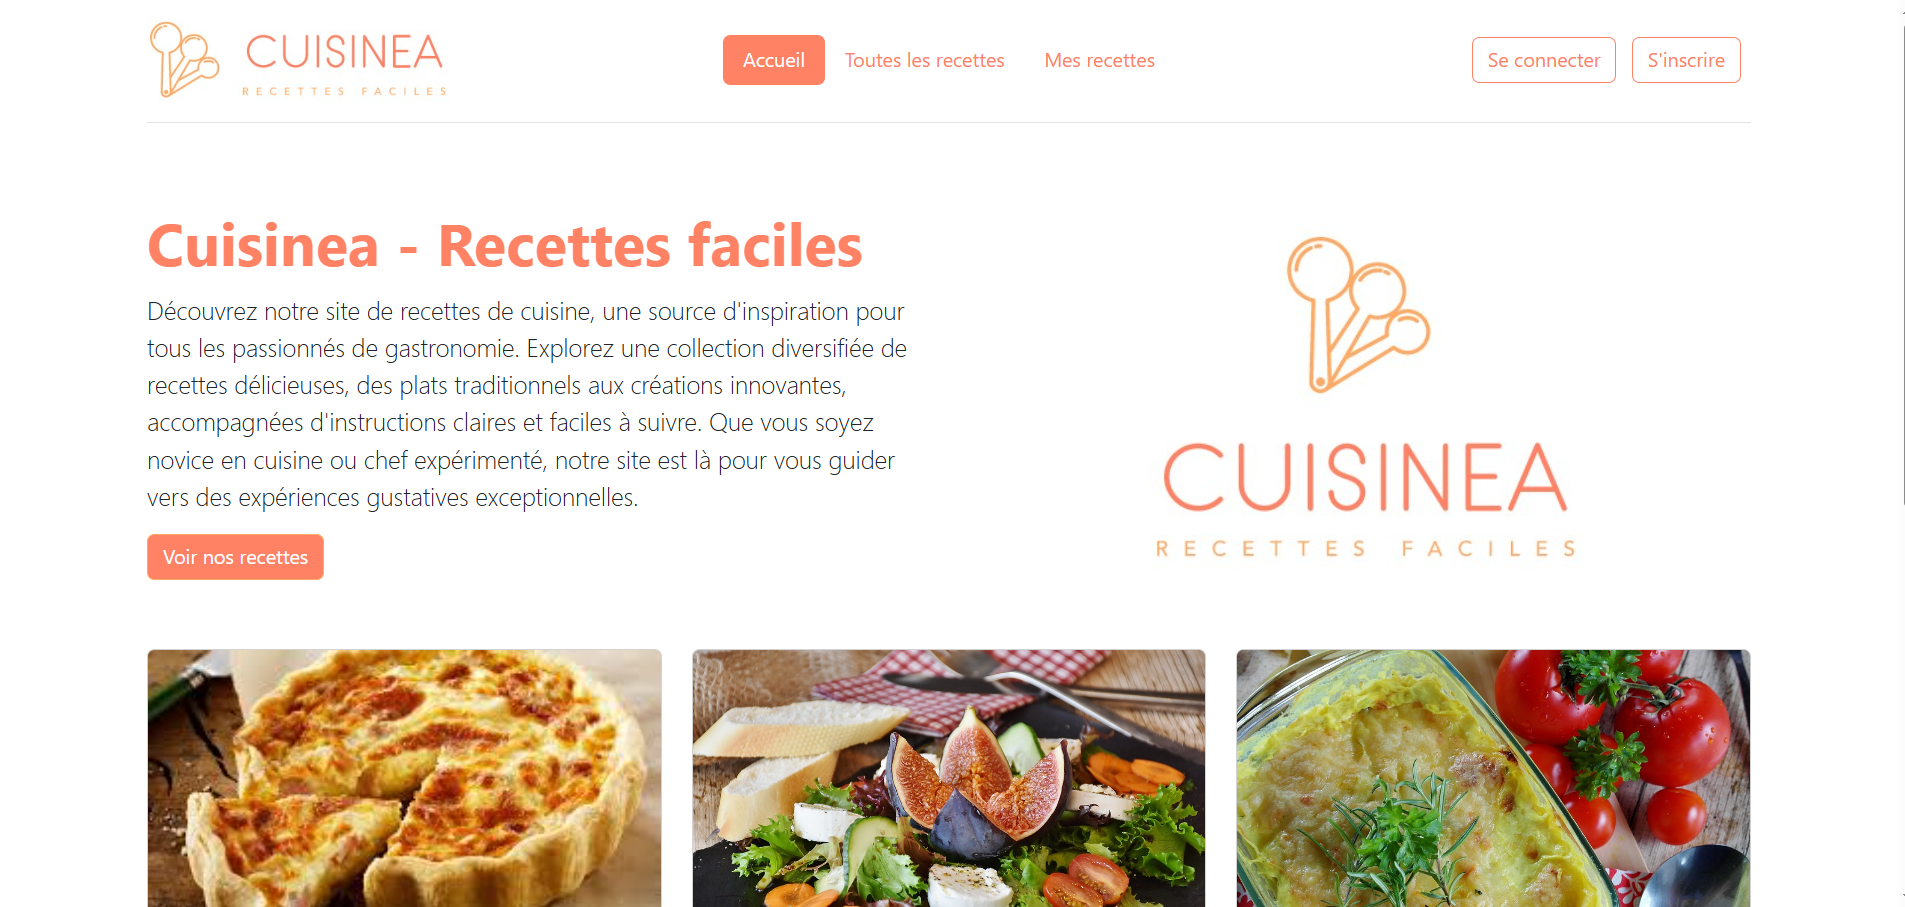 CUISINEA
RECETTES FACILES
Accueil
Toutes les recettes
Mes recettes
Se connecter
S'inscrire
Cuisinea - Recettes faciles
Découvrez notre site de recettes de cuisine, une source d'inspiration pour
tous les passionnés de gastronomie. Explorez une collection diversifiée de
recettes délicieuses, des plats traditionnels aux créations innovantes,
accompagnées d'instructions claires et faciles à suivre. Que vous soyez
novice en cuisine ou chef expérimenté, notre site est là pour vous guider
vers des expériences gustatives exceptionnelles.
Voir nos recettes
CUISINEA
RECETTES FACILES